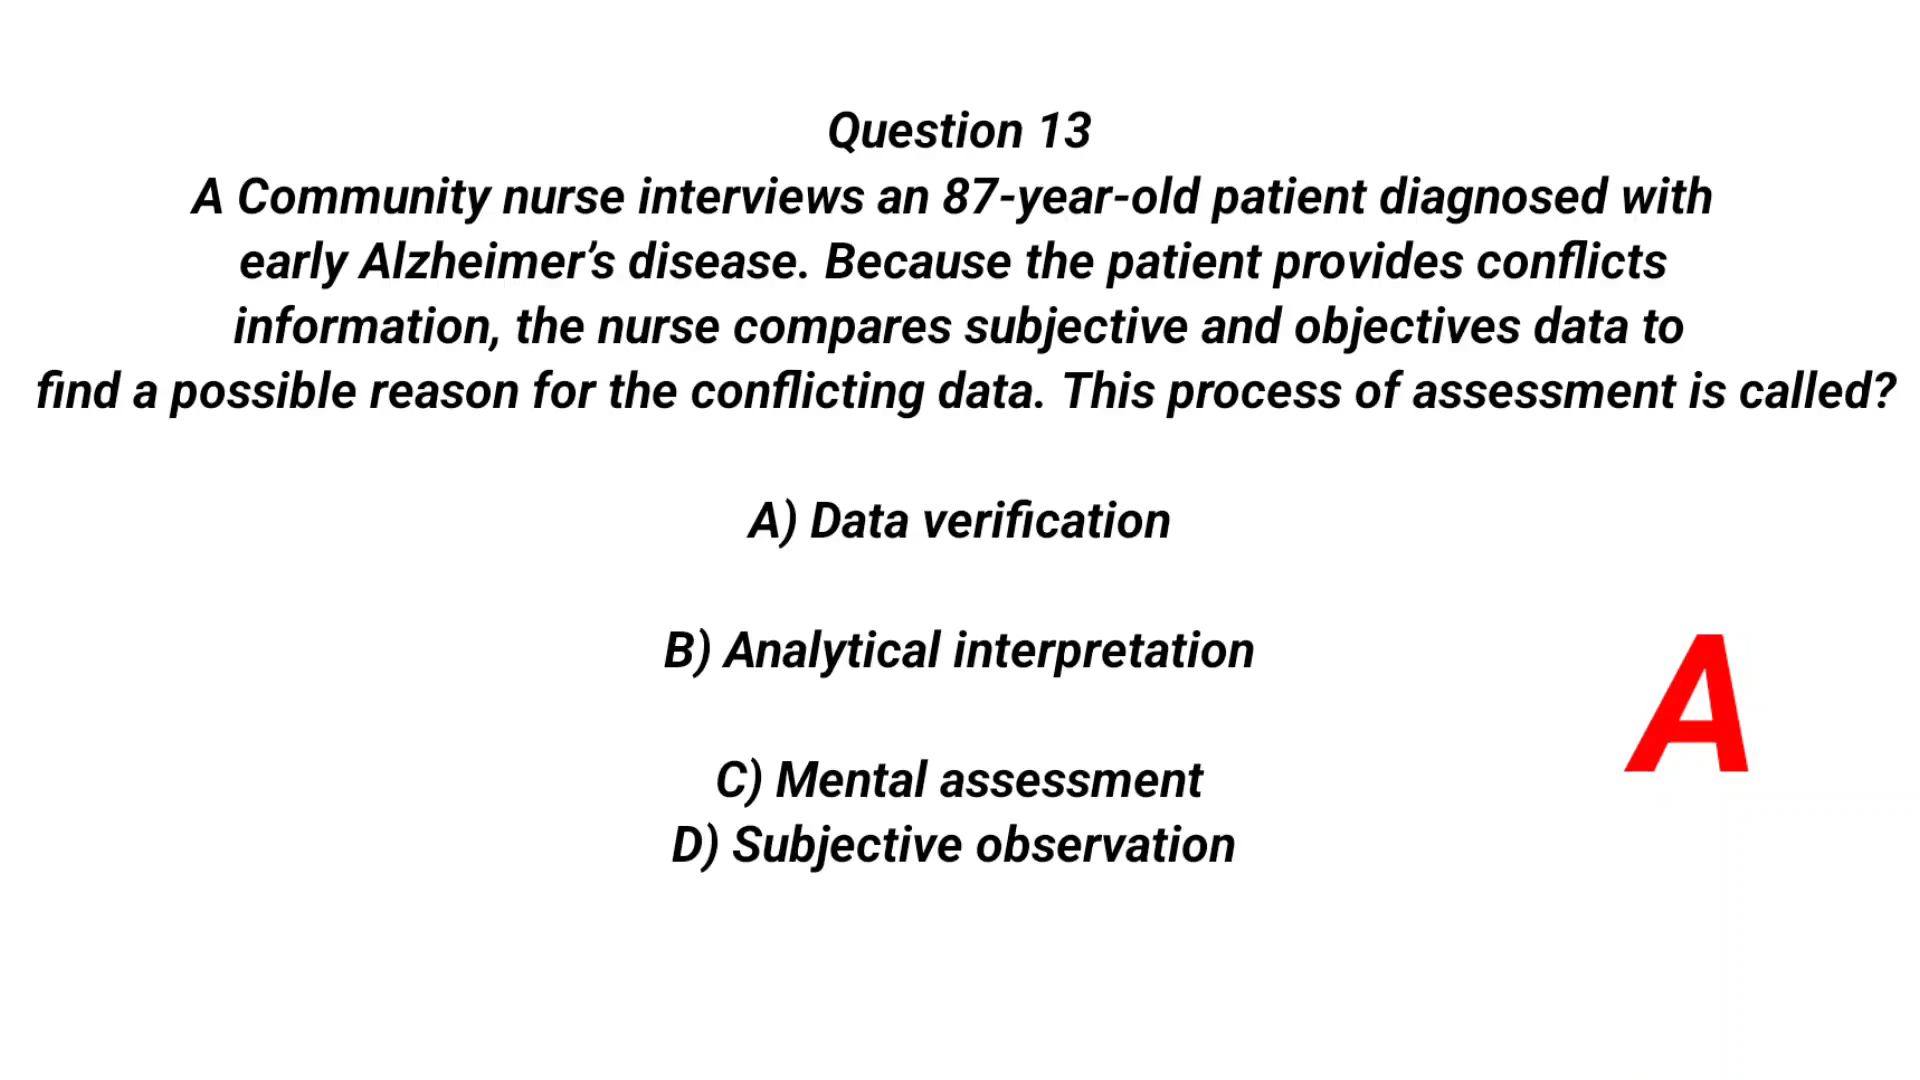 Question 13
A Community nurse interviews an 87-year-old patient diagnosed with
early Alzheimer’s disease. Because the patient provides conflicts
information, the nurse compares subjective and objectives data to
find a possible reason for the conflicting data. This process of assessment is called?
A) Data verification
B) Analytical interpretation
A
C) Mental assessment
D) Subjective observation